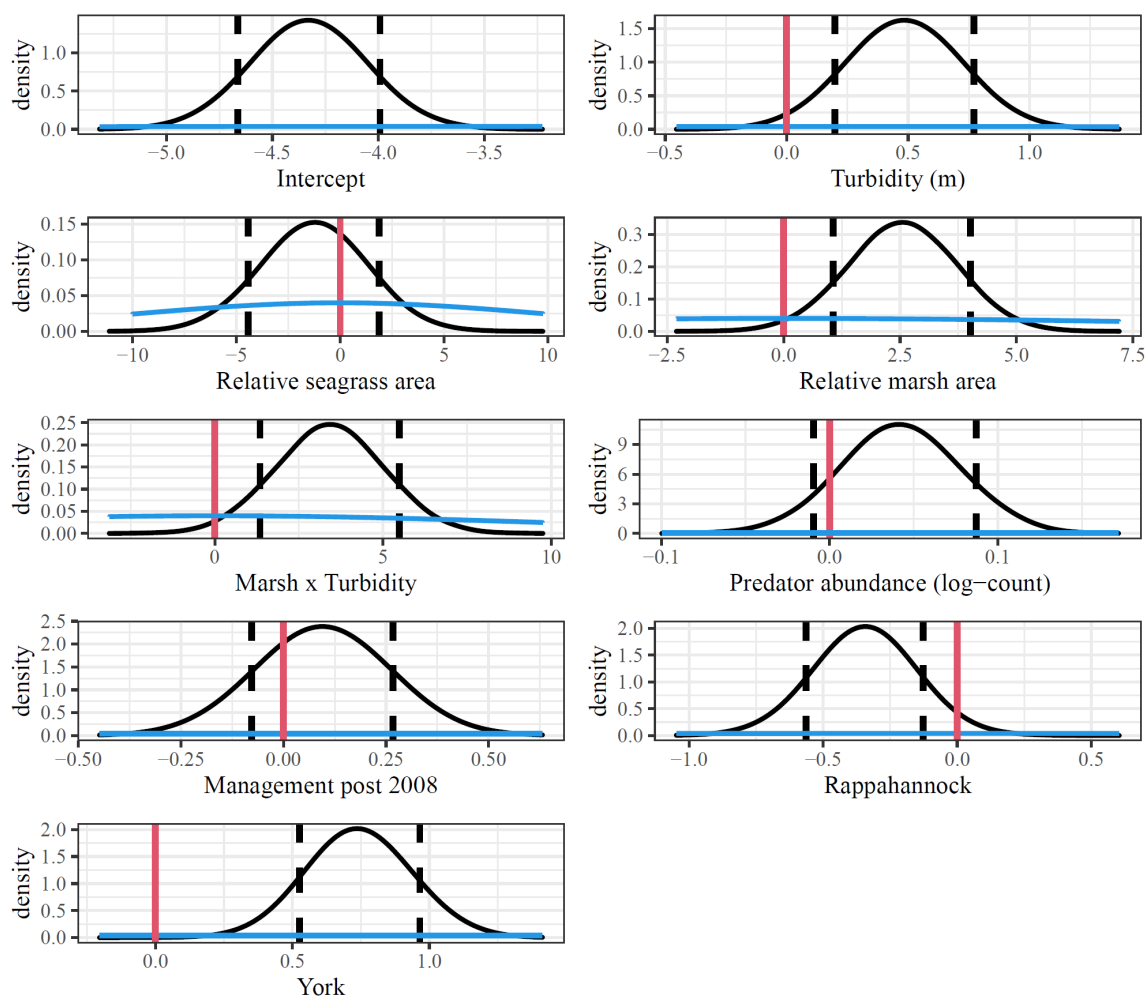 density
1.0
0.5
0.0
−5.0 −4.5 −4.0 −3.5
Intercept
density
1.5
1.0
0.5
0.0
−0.5 0.0 0.5 1.0
Turbidity (m)
density
0.15
0.10
0.05
0.00
−10 −5 0 5 10
Relative seagrass area
density
0.3
0.2
0.1
0.0
−2.5 0.0 2.5 5.0 7.5
Relative marsh area
density
0.25
0.20
0.15
0.10
0.05
0.00
0 5 10
Marsh x Turbidity
density
9
6
3
0
−0.1 0.0 0.1
Predator abundance (log−count)
density
2.5
2.0
1.5
1.0
0.5
0.0
−0.50 −0.25 0.00 0.25 0.50
Management post 2008
density
2.0
1.5
1.0
0.5
0.0
−1.0 −0.5 0.0 0.5
Rappahannock
density
2.0
1.5
1.0
0.5
0.0
0.0 0.5 1.0
York